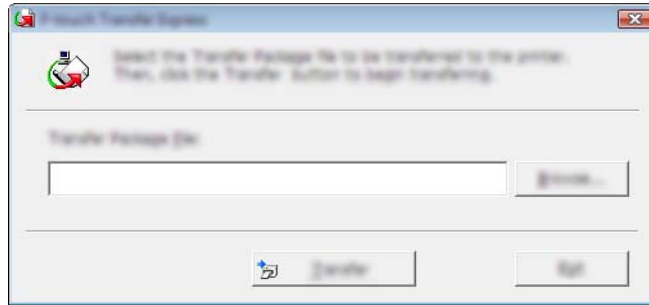 P-touch Transfer Express
Select the Transfer Package file to be transferred to the printer.
Then, click the Transfer button to begin transferring.
Transfer Package File:
Browse...
Transfer
Exit